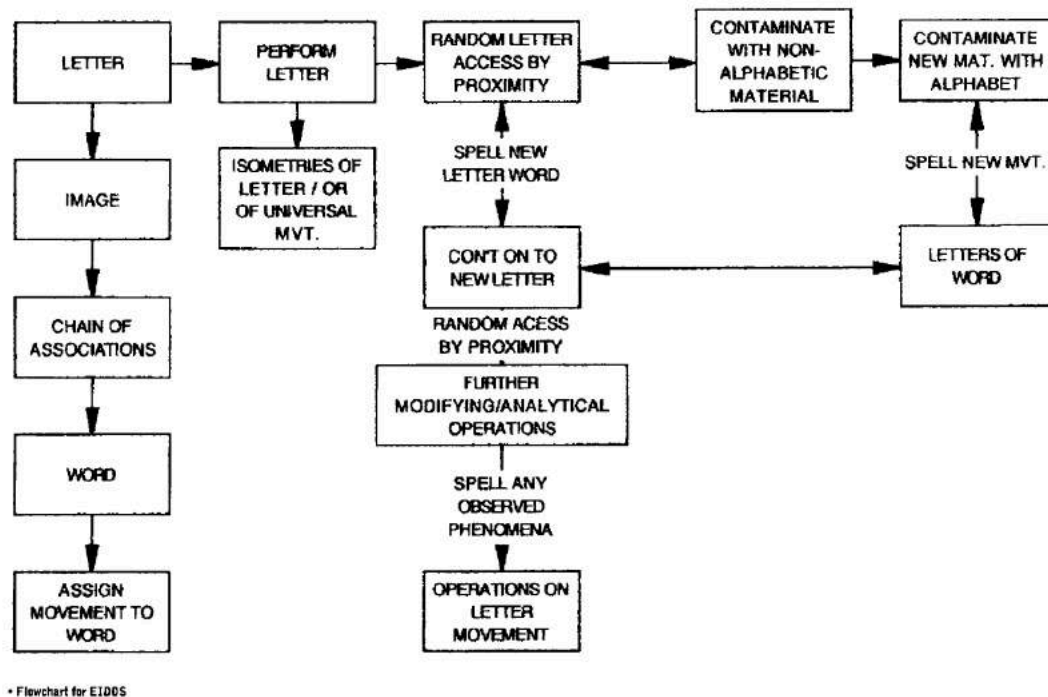 LETTER
PERFORM
LETTER
RANDOM LETTER
ACCESS BY
PROXIMITY
CONTAMINATE
WITH NON-
ALPHABETIC
MATERIAL
CONTAMINATE
NEW MAT. WITH
ALPHABET
IMAGE
ISOMETRIES OF
LETTER / OR
OF UNIVERSAL
MVT.
SPELL NEW
LETTER WORD
SPELL NEW MVT.
CON'T ON TO
NEW LETTER
LETTERS OF
WORD
CHAIN OF
ASSOCIATIONS
RANDOM ACESS
BY PROXIMITY
FURTHER
MODIFYING/ANALYTICAL
OPERATIONS
WORD
SPELL ANY
OBSERVED
PHENOMENA
ASSIGN
MOVEMENT TO
WORD
OPERATIONS ON
LETTER
MOVEMENT
• Flowchart for EIDOS